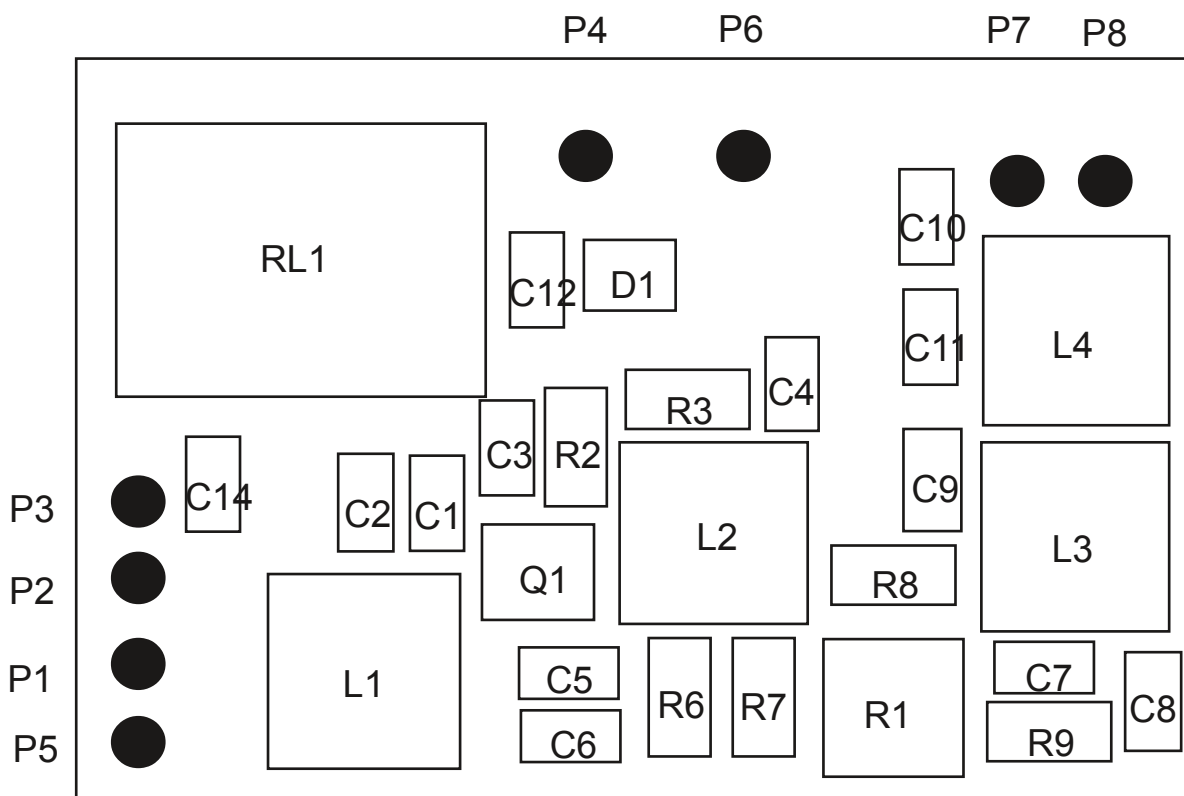 P4 P6 P7 P8
C10
RL1
C12 D1
C11 L4
C4
R3
C3 R2
C14 C2 C1 C9
P3
L2 L3
Q1 R8
P2
P1 L1 C5 C7
R6 R7 R1 C8
P5 C6 R9